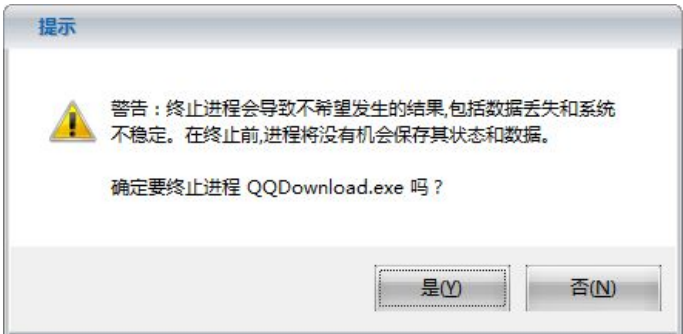 提示
警告：终止进程会导致不希望发生的结果,包括数据丢失和系统
不稳定。在终止前,进程将没有机会保存其状态和数据。
确定要终止进程 QQDownload.exe 吗？
是(Y)
否(N)